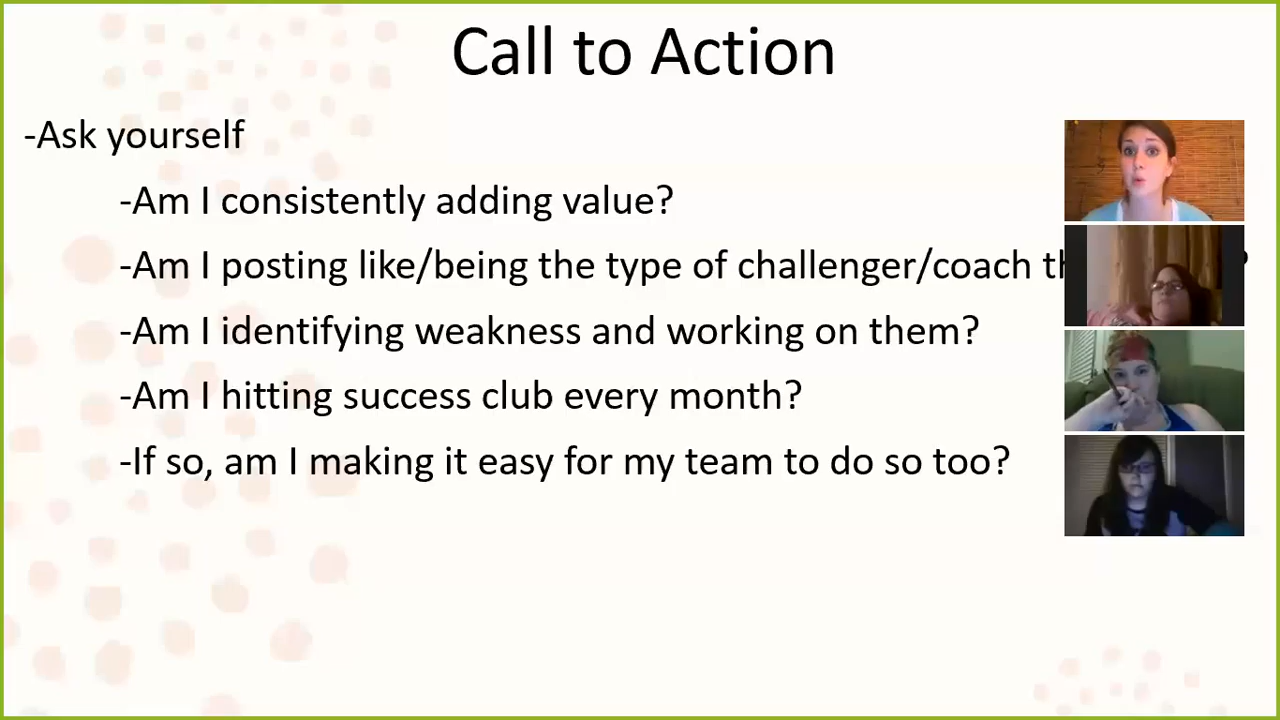 Call to Action
-Ask yourself
-Am I consistently adding value?
-Am I posting like/being the type of challenger/coach ?
-Am I identifying weakness and working on them?
-Am I hitting success club every month?
-If so, am I making it easy for my team to do so too?